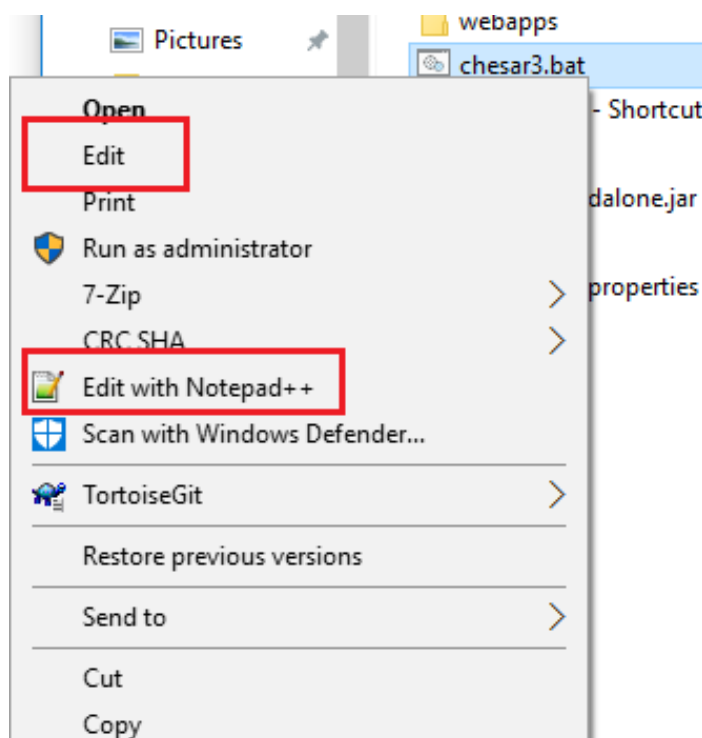 Pictures
webapps
chesar3.bat
- Shortcut
dalone.jar
properties
Open
Edit
Print
Run as administrator
7-Zip
CRC SHA
Edit with Notepad++
Scan with Windows Defender...
TortoiseGit
Restore previous versions
Send to
Cut
Copy